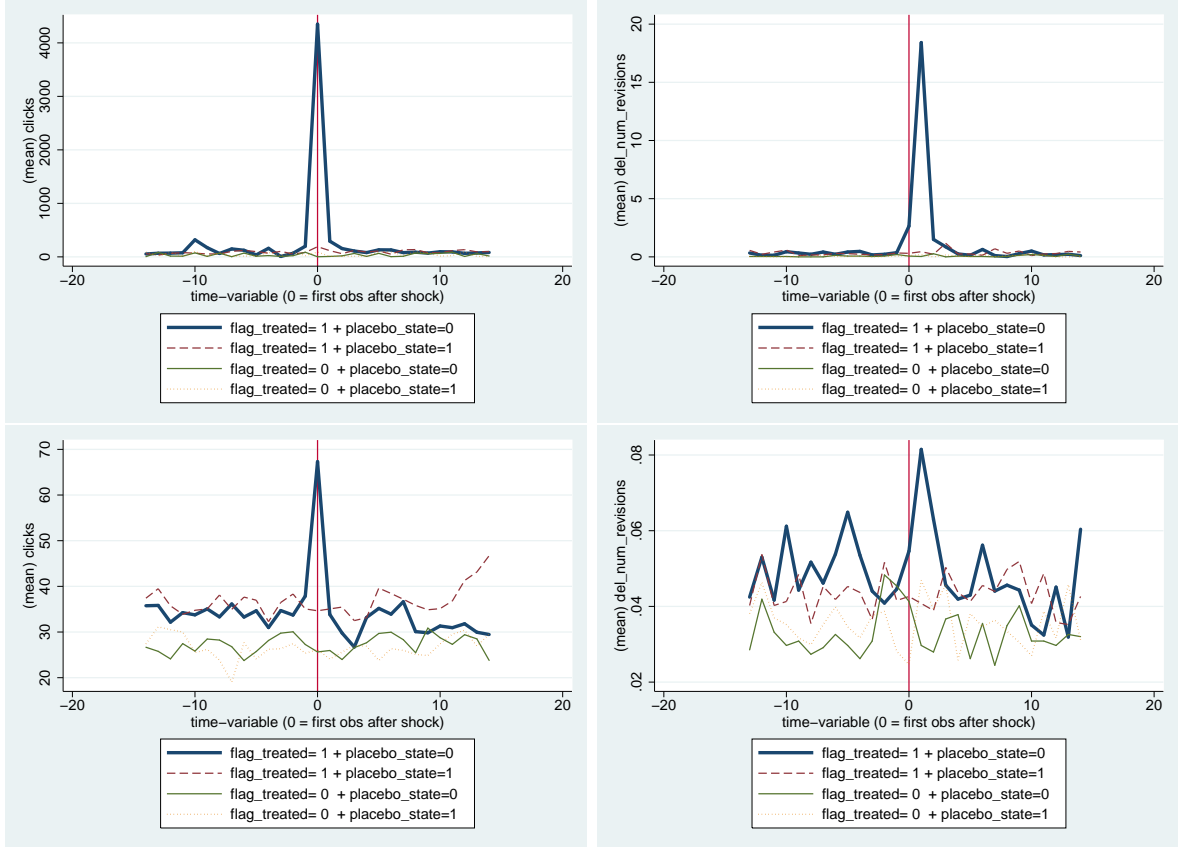 (mean) clicks
0
1000
2000
3000
4000
−20
−10
0
10
20
time−variable (0 = first obs after shock)
flag_treated= 1 + placebo_state=0
flag_treated= 1 + placebo_state=1
flag_treated= 0  + placebo_state=0
flag_treated= 0  + placebo_state=1
(mean) del_num_revisions
0
5
10
15
20
−20
−10
0
10
20
time−variable (0 = first obs after shock)
flag_treated= 1 + placebo_state=0
flag_treated= 1 + placebo_state=1
flag_treated= 0  + placebo_state=0
flag_treated= 0  + placebo_state=1
(mean) clicks
20
30
40
50
60
70
−20
−10
0
10
20
time−variable (0 = first obs after shock)
flag_treated= 1 + placebo_state=0
flag_treated= 1 + placebo_state=1
flag_treated= 0  + placebo_state=0
flag_treated= 0  + placebo_state=1
(mean) del_num_revisions
.02
.04
.06
.08
−20
−10
0
10
20
time−variable (0 = first obs after shock)
flag_treated= 1 + placebo_state=0
flag_treated= 1 + placebo_state=1
flag_treated= 0  + placebo_state=0
flag_treated= 0  + placebo_state=1